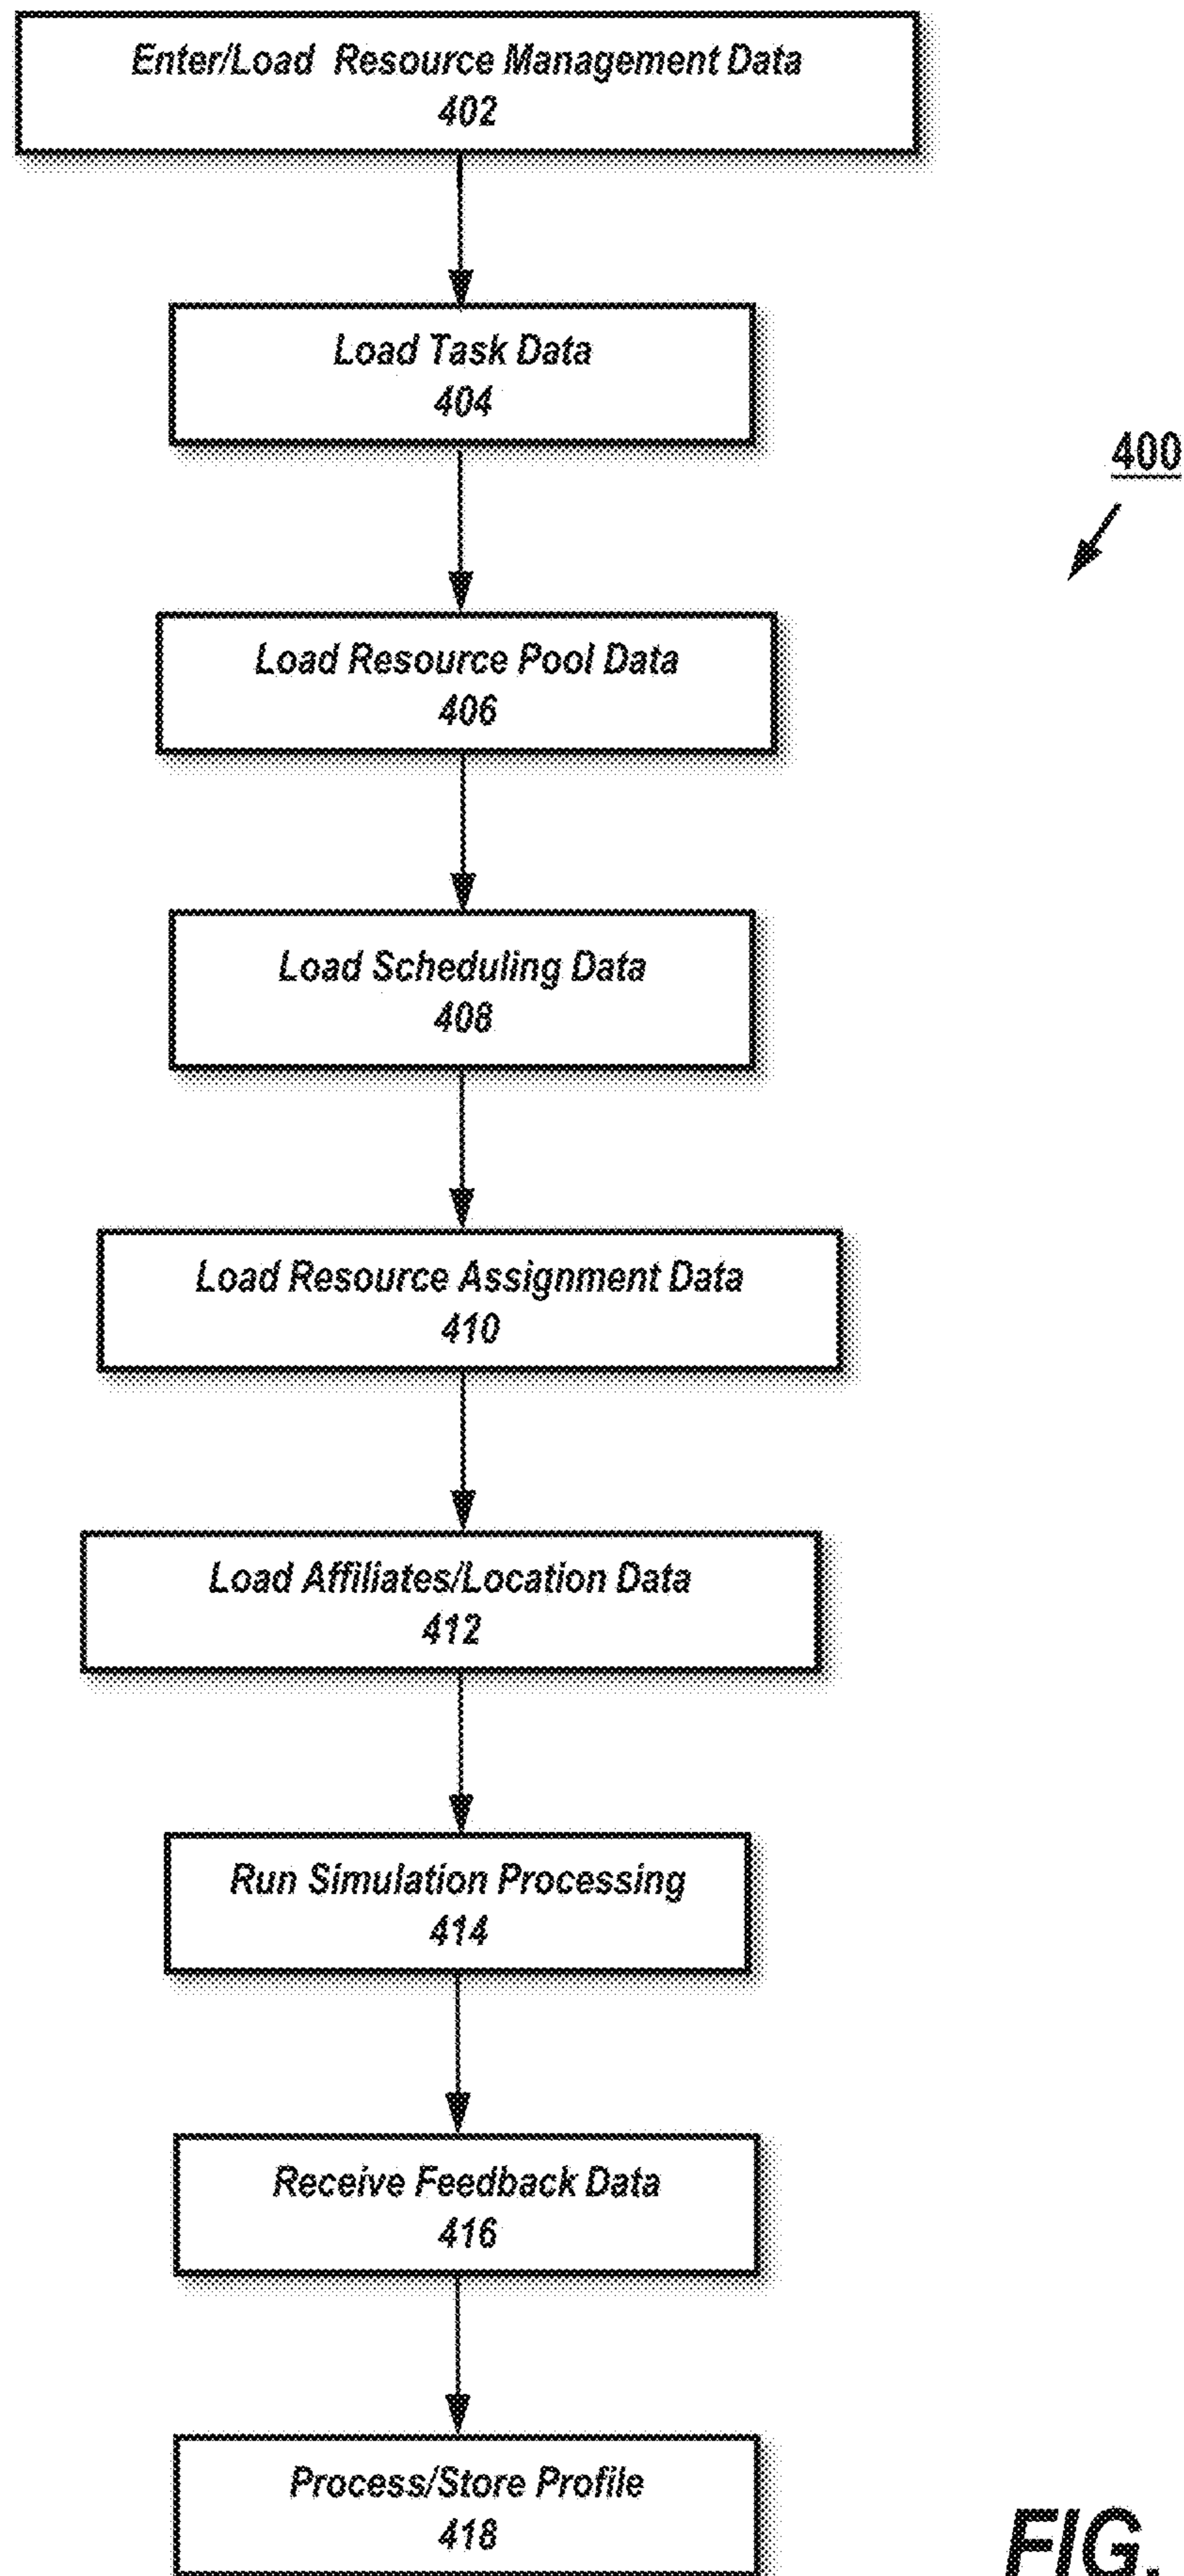 Enter/Load Resource Management Data
402
Load Task Data
404
400
Load Resource Pool Data
406
Load Scheduling Data
408
Load Resource Assignment Data
410
Load Affiliates/Location Data
412
Run Simulation Processing
414
Receive Feedback Data
416
Process/Store Profile
418
FIG.